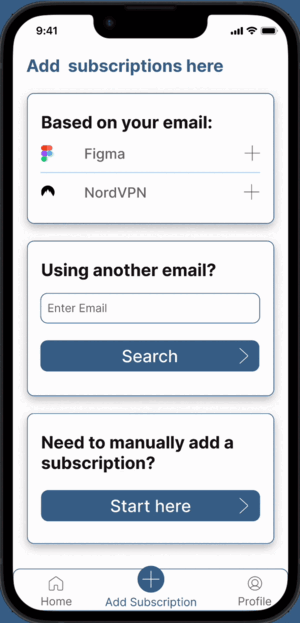 9:41
Add subscriptions here
Based on your email:
Figma
NordVPN
Using another email?
Enter Email
Search
Need to manually add a
subscription?
Start here
Home
Add Subscription
Profile